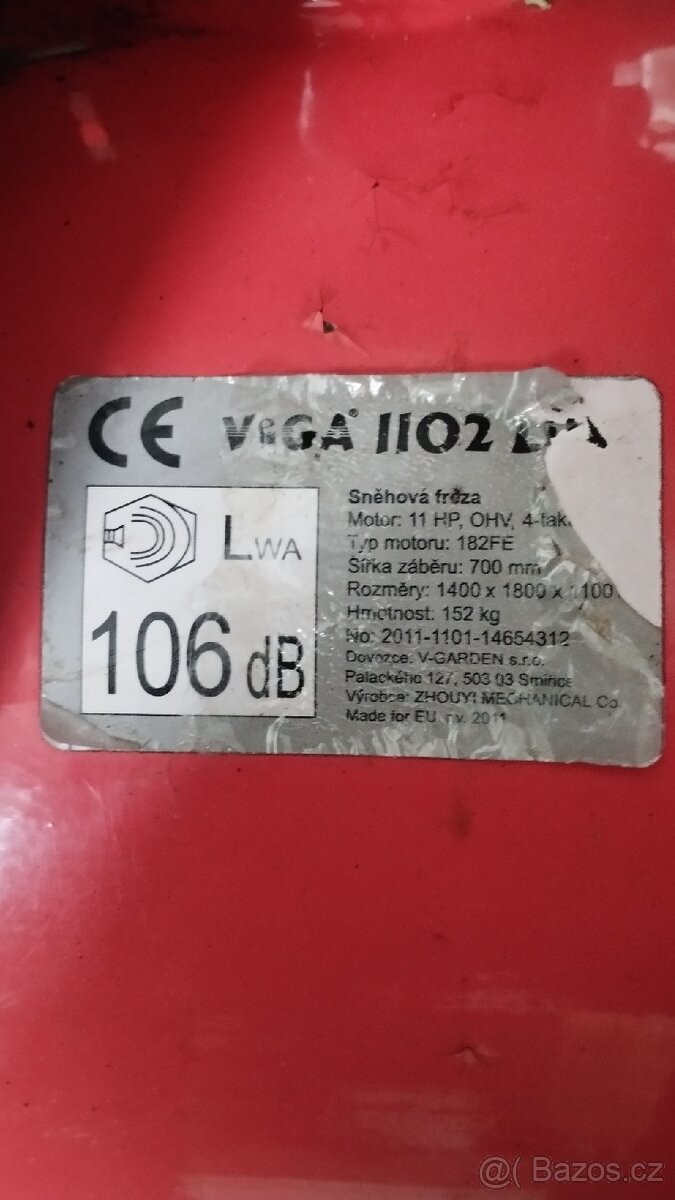 CE VeGA® 1102
LWA
106 dB
Sněhová fréza
Motor: 11 HP, OHV, 4-tak
Typ motoru: 182FE
Šířka záběru: 700 mm
Rozměry: 1400 x 1800 x 1100
Hmotnost: 152 kg
No: 2011-1101-14654312
Dovozce: V-GARDEN s.r.o.
Palackého 127, 503 03 Smiřice
Výrobce: ZHOUYI MECHANICAL Co.
Made for EU, r.v. 2011
@( Bazos.cz